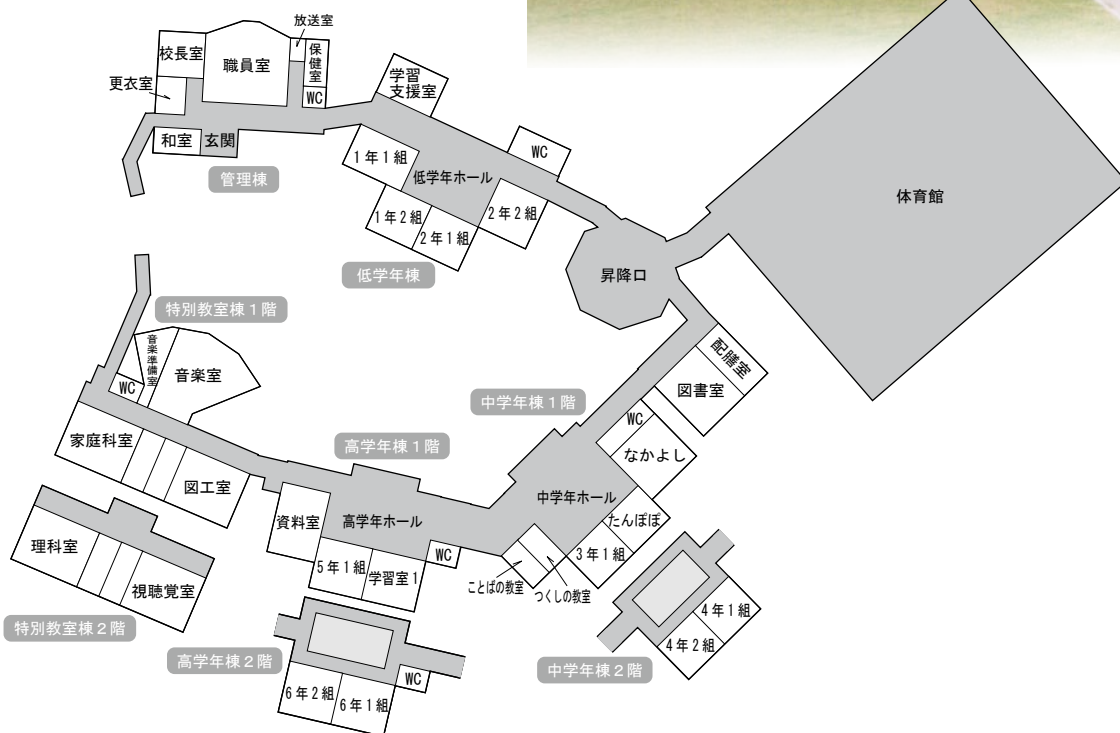 放送室
校長室
職員室
保健室
WC
更衣室
和室
玄関
管理棟
学習
支援室
WC
1年1組
低学年ホール
1年2組
2年1組
2年2組
低学年棟
昇降口
体育館
特別教室棟1階
音楽準備室
音楽室
WC
家庭科室
図工室
理科室
視聴覚室
特別教室棟2階
高学年棟1階
資料室
高学年ホール
5年1組
学習室1
WC
高学年棟2階
6年2組
6年1組
WC
中学年棟1階
配膳室
図書室
WC
なかよし
中学年ホール
たんぽぽ
3年1組
ことばの教室
つくしの教室
4年1組
4年2組
中学年棟2階